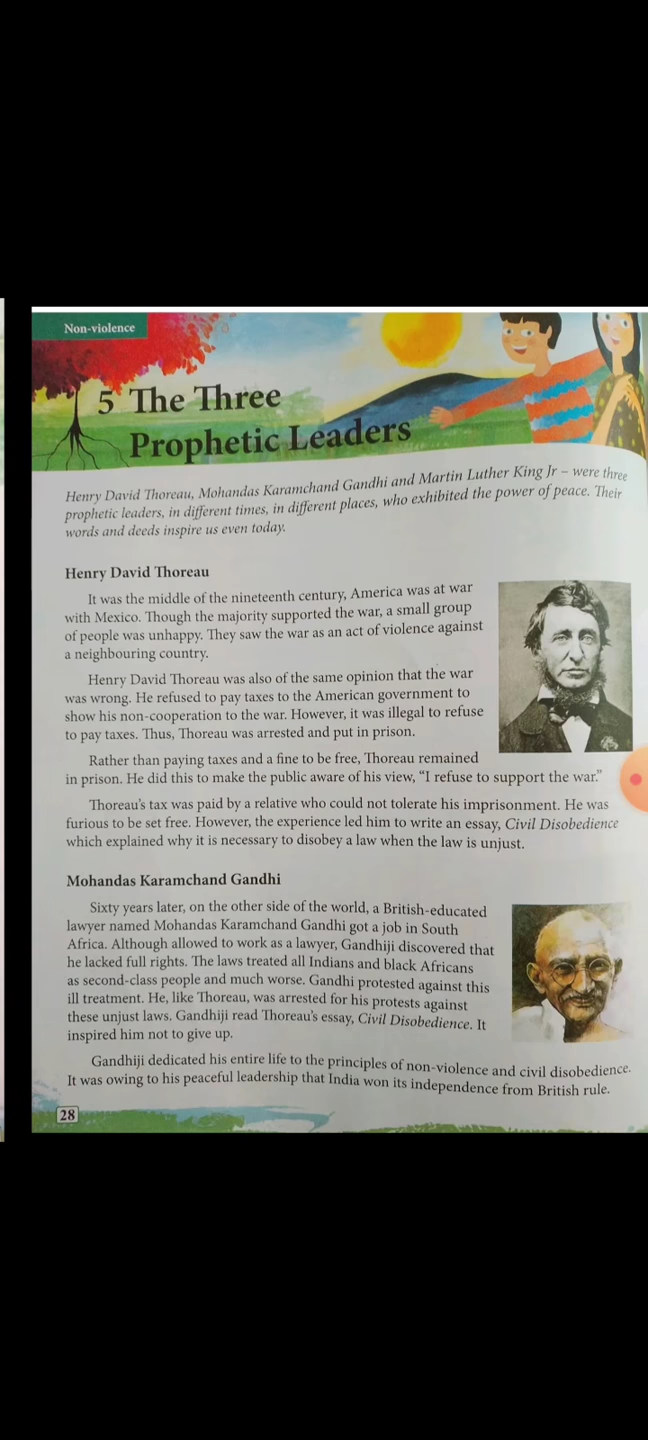 Non-violence
5 The Three
Prophetic Leaders
Henry David Thoreau, Mohandas Karamchand Gandhi and Martin Luther King Jr – were three
prophetic leaders, in different times, in different places, who exhibited the power of peace. Their
words and deeds inspire us even today.
Henry David Thoreau
It was the middle of the nineteenth century, America was at war
with Mexico. Though the majority supported the war, a small group
of people was unhappy. They saw the war as an act of violence against
a neighbouring country.
Henry David Thoreau was also of the same opinion that the war
was wrong. He refused to pay taxes to the American government to
show his non-cooperation to the war. However, it was illegal to refuse
to pay taxes. Thus, Thoreau was arrested and put in prison.
Rather than paying taxes and a fine to be free, Thoreau remained
in prison. He did this to make the public aware of his view, “I refuse to support the war.”
Thoreau’s tax was paid by a relative who could not tolerate his imprisonment. He was
furious to be set free. However, the experience led him to write an essay, Civil Disobedience
which explained why it is necessary to disobey a law when the law is unjust.
Mohandas Karamchand Gandhi
Sixty years later, on the other side of the world, a British-educated
lawyer named Mohandas Karamchand Gandhi got a job in South
Africa. Although allowed to work as a lawyer, Gandhiji discovered that
he lacked full rights. The laws treated all Indians and black Africans
as second-class people and much worse. Gandhi protested against this
ill treatment. He, like Thoreau, was arrested for his protests against
these unjust laws. Gandhiji read Thoreau’s essay, Civil Disobedience. It
inspired him not to give up.
Gandhiji dedicated his entire life to the principles of non-violence and civil disobedience.
It was owing to his peaceful leadership that India won its independence from British rule.
28